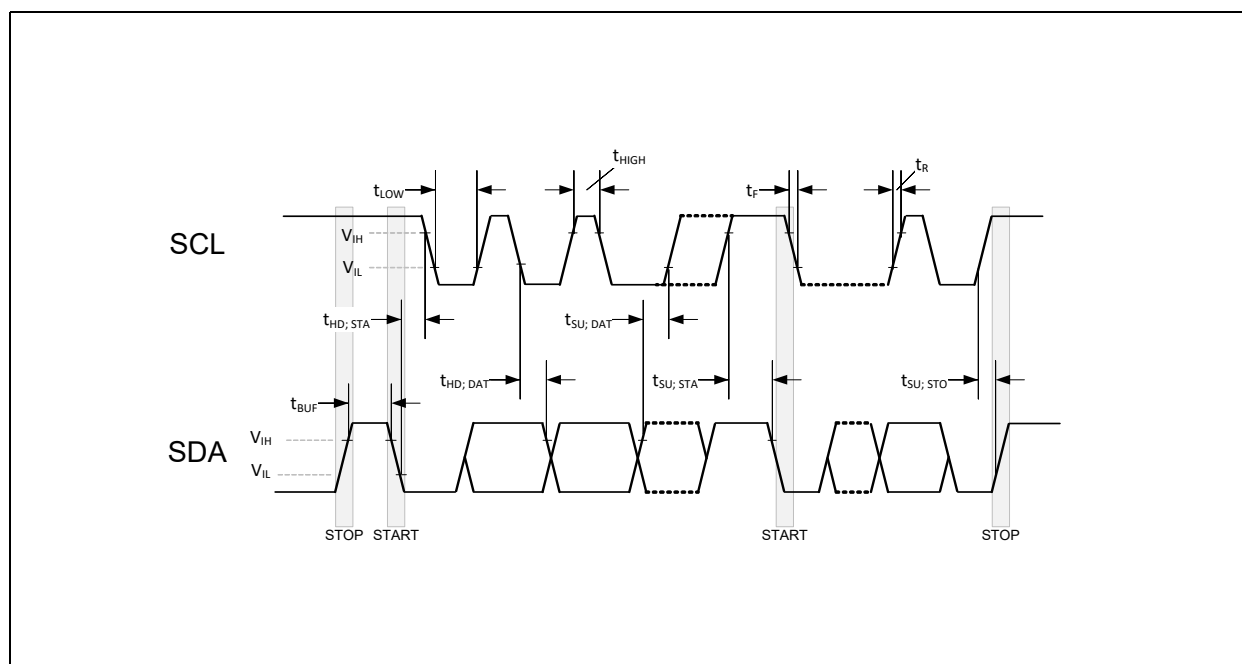 tHIGH
tR
tLOW
tF
SCL
VIH
VIL
tHD; STA
tSU; DAT
tHD; DAT
tSU; STA
tSU; STO
tBUF
VIH
SDA
VIL
STOP START START STOP